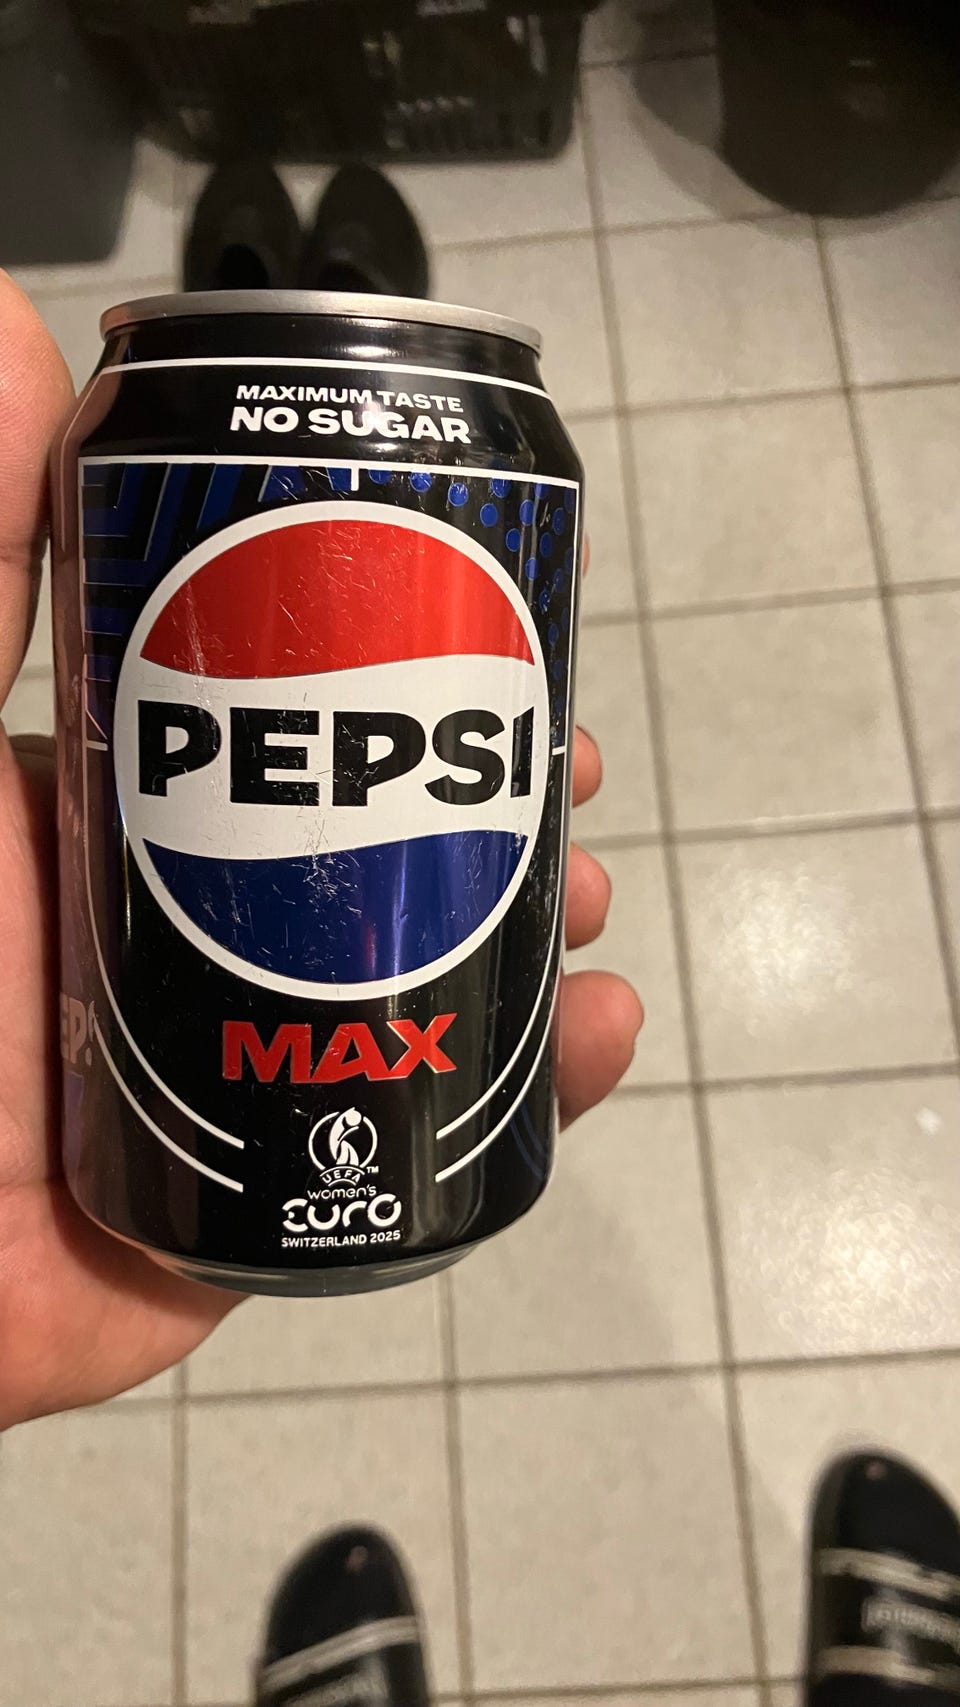 MAXIMUM TASTE
NO SUGAR
PEPSI
MAX
UEFA
WOMEN'S
EURO
SWITZERLAND 2025